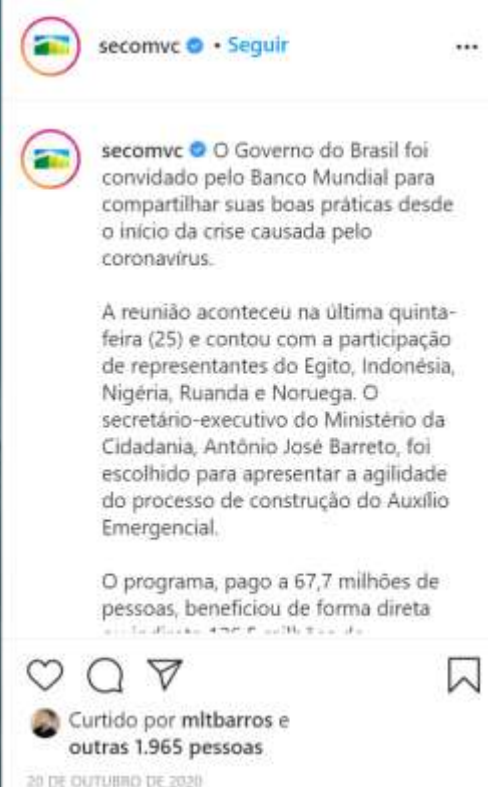 secomvc • Seguir
secomvc O Governo do Brasil foi
convidado pelo Banco Mundial para
compartilhar suas boas práticas desde
o início da crise causada pelo
coronavírus.
A reunião aconteceu na última quinta-
feira (25) e contou com a participação
de representantes do Egito, Indonésia,
Nigéria, Ruanda e Noruega. O
secretário-executivo do Ministério da
Cidadania, Antônio José Barreto, foi
escolhido para apresentar a agilidade
do processo de construção do Auxílio
Emergencial.
O programa, pago a 67,7 milhões de
pessoas, beneficiou de forma direta
Curtido por mltbarros e
outras 1.965 pessoas
20 DE OUTUBRO DE 2020